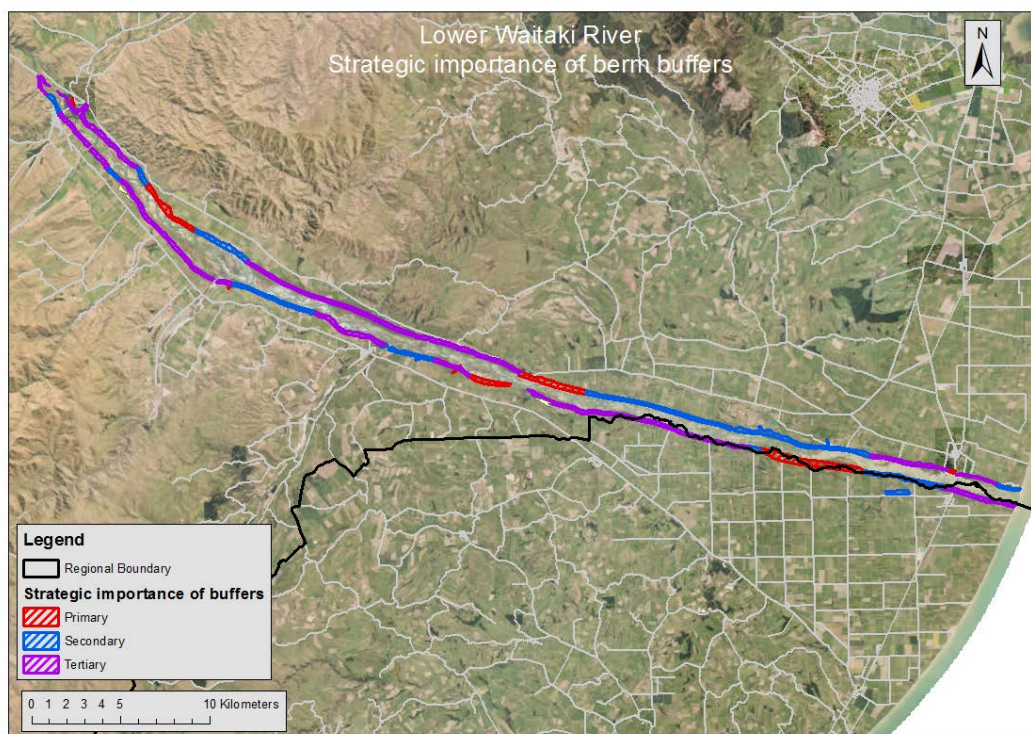 Lower Waitaki River
Strategic importance of berm buffers
N
Legend
Regional Boundary
Strategic importance of buffers
Primary
Secondary
Tertiary
0 1 2 3 4 5 10 Kilometers